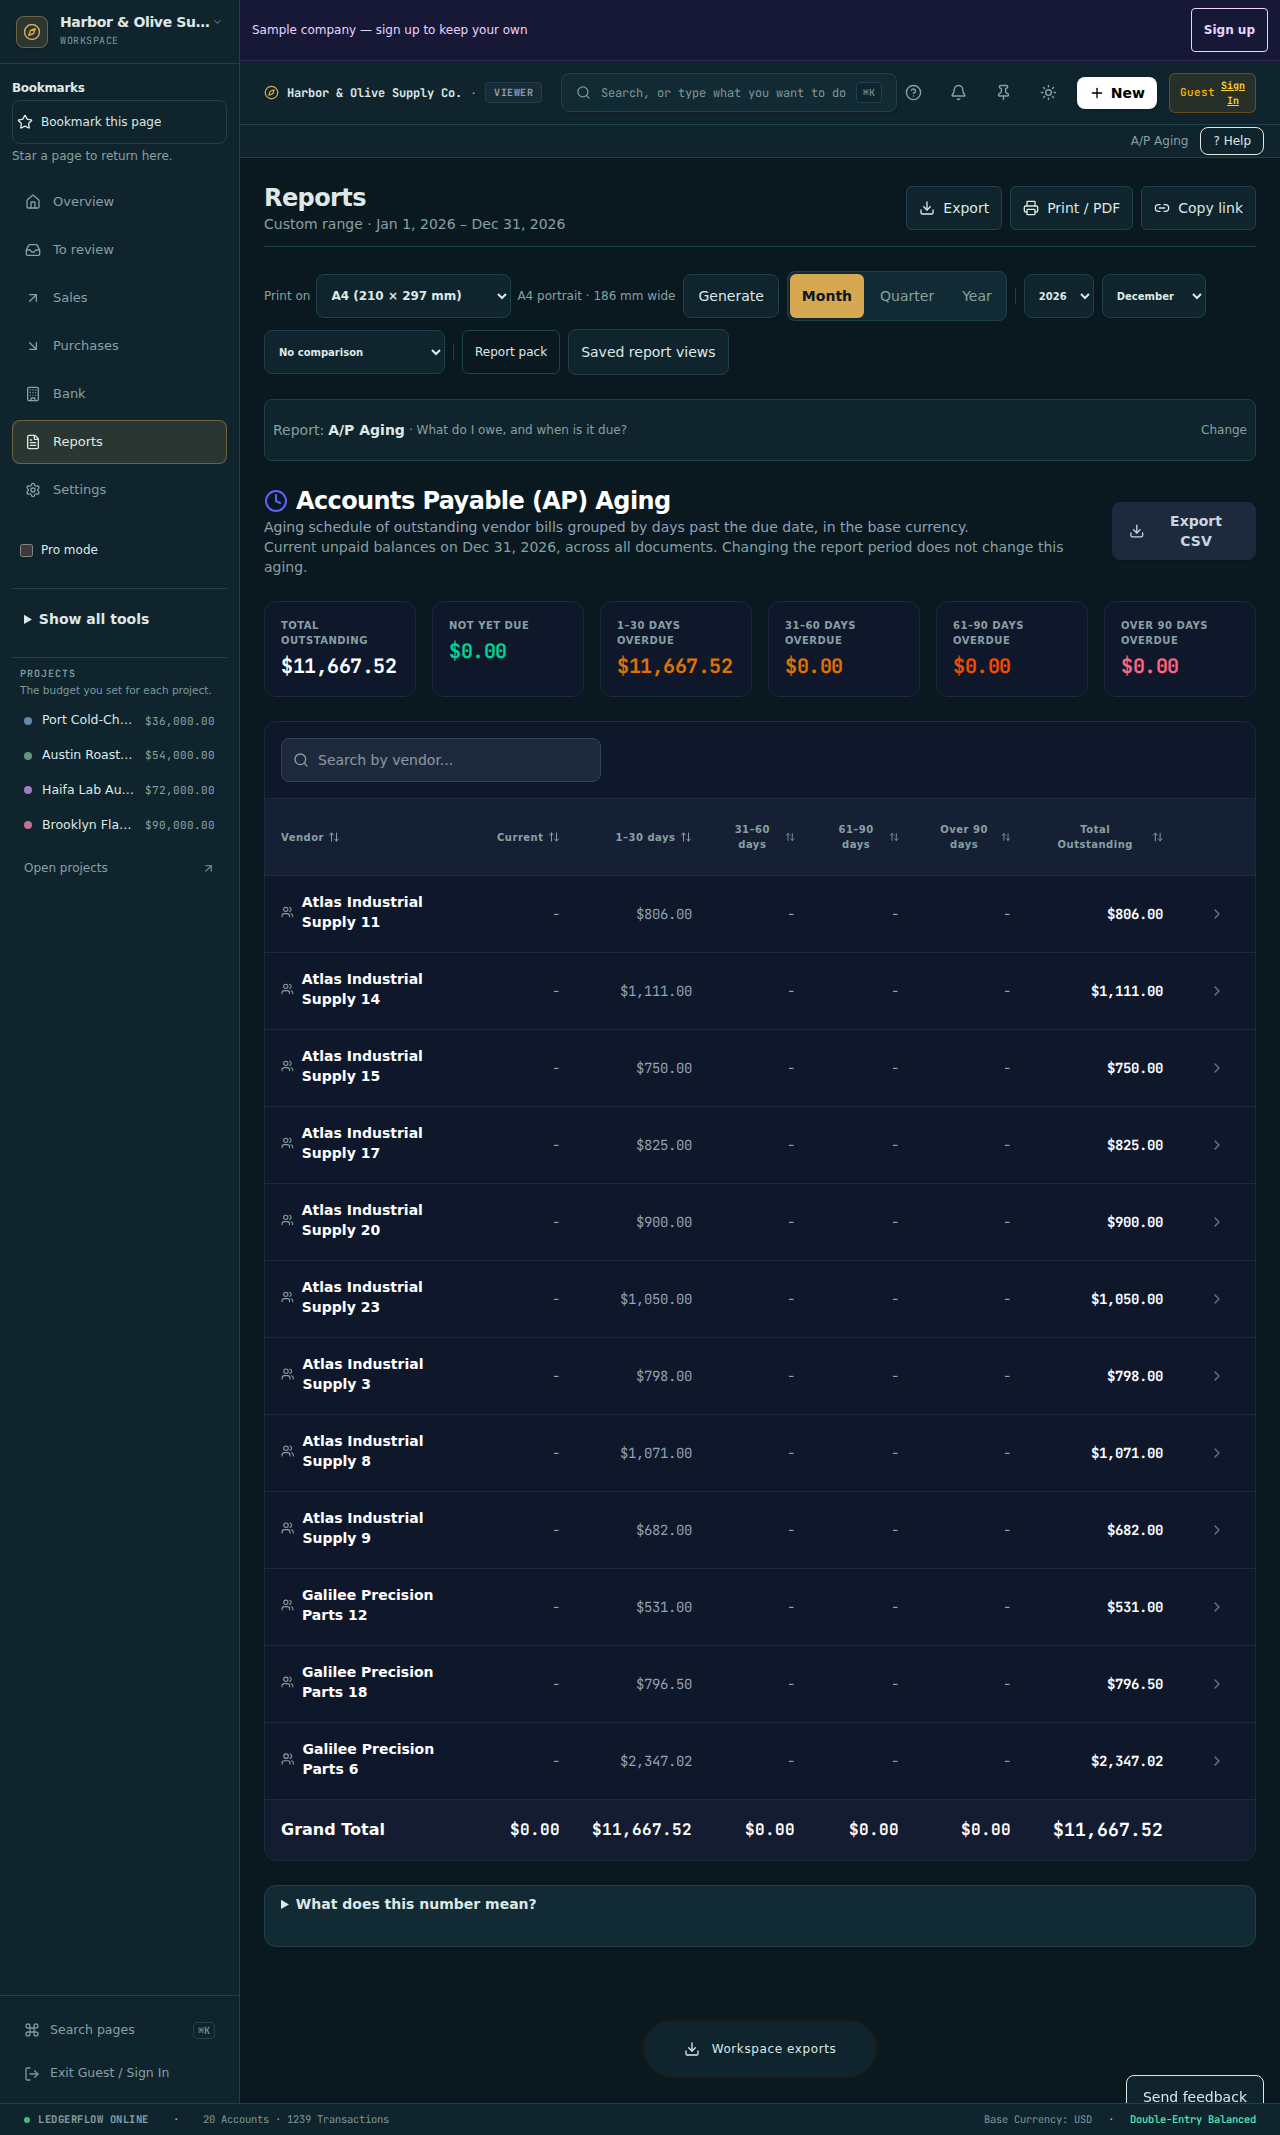 Harbor & Olive Su...
WORKSPACE
Bookmarks
Bookmark this page
Star a page to return here.
Overview
To review
Sales
Purchases
Bank
Reports
Settings
Pro mode
Show all tools
PROJECTS
The budget you set for each project.
Port Cold-Ch... $36,000.00
Austin Roast... $54,000.00
Haifa Lab Au... $72,000.00
Brooklyn Fla... $90,000.00
Open projects
Search pages ⌘K
Exit Guest / Sign In
Sample company — sign up to keep your own
Sign up
Harbor & Olive Supply Co. · VIEWER
Search, or type what you want to do ⌘K
+ New
Guest Sign In
A/P Aging
? Help
Reports
Custom range · Jan 1, 2026 – Dec 31, 2026
Export
Print / PDF
Copy link
Print on A4 (210 × 297 mm) A4 portrait · 186 mm wide Generate Month Quarter Year 2026 December
No comparison Report pack Saved report views
Report: A/P Aging · What do I owe, and when is it due? Change
Accounts Payable (AP) Aging
Aging schedule of outstanding vendor bills grouped by days past the due date, in the base currency.
Current unpaid balances on Dec 31, 2026, across all documents. Changing the report period does not change this
aging.
Export
CSV
TOTAL OUTSTANDING
$11,667.52
NOT YET DUE
$0.00
1–30 DAYS OVERDUE
$11,667.52
31–60 DAYS OVERDUE
$0.00
61–90 DAYS OVERDUE
$0.00
OVER 90 DAYS OVERDUE
$0.00
Search by vendor...
Vendor Current 1–30 days 31–60 days 61–90 days Over 90 days Total Outstanding
Atlas Industrial Supply 11 - $806.00 - - - $806.00
Atlas Industrial Supply 14 - $1,111.00 - - - $1,111.00
Atlas Industrial Supply 15 - $750.00 - - - $750.00
Atlas Industrial Supply 17 - $825.00 - - - $825.00
Atlas Industrial Supply 20 - $900.00 - - - $900.00
Atlas Industrial Supply 23 - $1,050.00 - - - $1,050.00
Atlas Industrial Supply 3 - $798.00 - - - $798.00
Atlas Industrial Supply 8 - $1,071.00 - - - $1,071.00
Atlas Industrial Supply 9 - $682.00 - - - $682.00
Galilee Precision Parts 12 - $531.00 - - - $531.00
Galilee Precision Parts 18 - $796.50 - - - $796.50
Galilee Precision Parts 6 - $2,347.02 - - - $2,347.02
Grand Total $0.00 $11,667.52 $0.00 $0.00 $0.00 $11,667.52
What does this number mean?
Workspace exports
Send feedback
LEDGERFLOW ONLINE · 20 Accounts · 1239 Transactions
Base Currency: USD · Double-Entry Balanced